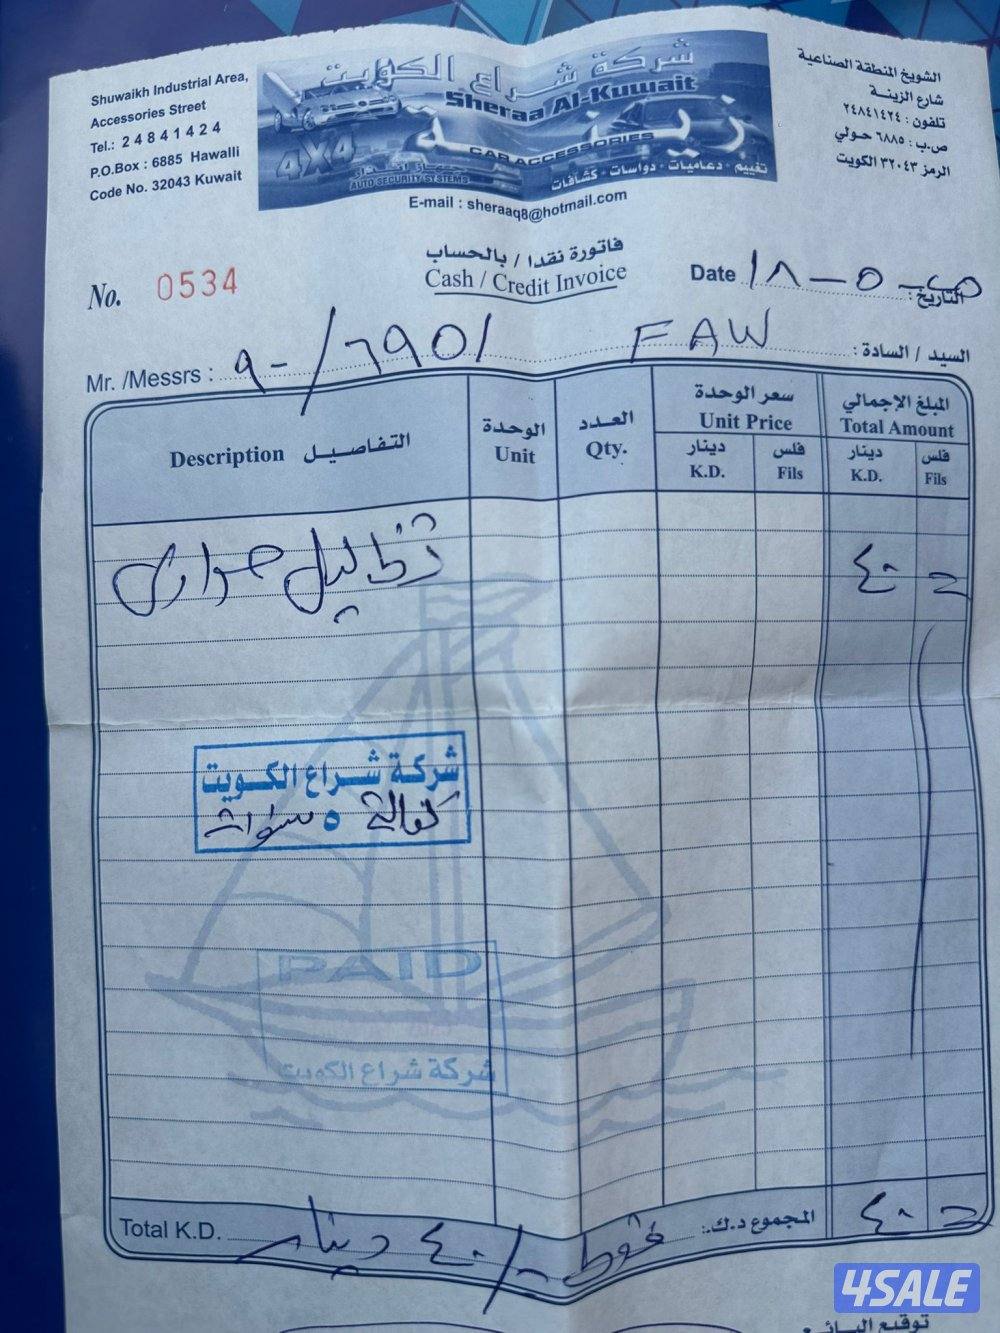 Shuwaikh Industrial Area,
Accessories Street
Tel.: 24841424
P.O.Box : 6885 Hawalli
Code No. 32043 Kuwait
شركة شراع الكويت
Sheraa Al-Kuwait
زينة
CAR ACCESSORIES
4X4
AUTO SECURITY SYSTEMS
تغييم • دعاميات • دواسات • كشافات
E-mail : sheraaq8@hotmail.com
الشويخ المنطقة الصناعية
شارع الزينة
تلفون : ٢٤٨٤١٤٢٤
ص.ب : ٦٨٨٥ حولي
الرمز ٣٢٠٤٣ الكويت
فاتورة نقدا / بالحساب
Cash / Credit Invoice
No. 0534
Date ١٨-٥- التاريخ :
Mr. /Messrs : ٩-/٦٩٥١ FAW السيد / السادة :
Description التفاصيل
الوحدة Unit
العدد Qty.
سعر الوحدة Unit Price
دينار K.D. فلس Fils
المبلغ الإجمالي Total Amount
دينار K.D. فلس Fils
تظليل حراري ٤٠ =
شركة شراع الكويت
كفالة ٥ سنوات
PAID
شركة شراع الكويت
Total K.D. فقط -/٤٠ دينار المجموع د.ك.: ٤٠ =
توقيع البائع
4SALE